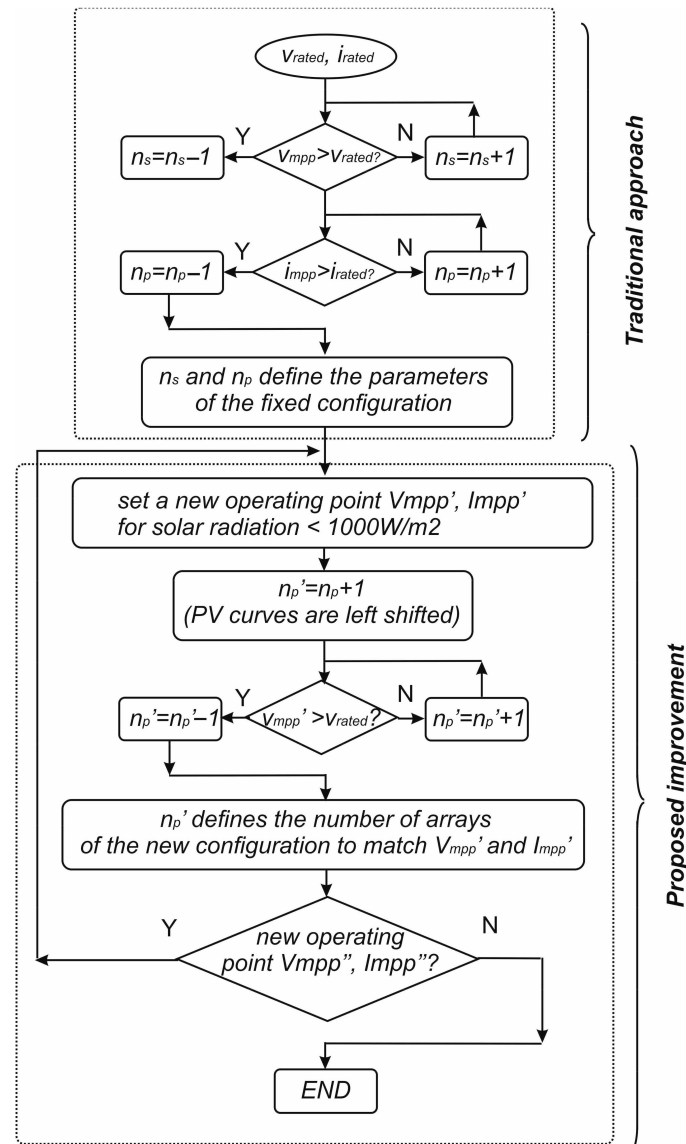 vrated, irated
Y
N
ns=ns–1
vmpp>vrated?
ns=ns+1
Y
N
np=np–1
impp>irated?
np=np+1
ns and np define the parameters
of the fixed configuration
Traditional approach
set a new operating point Vmpp’, Impp’
for solar radiation < 1000W/m2
np’=np+1
(PV curves are left shifted)
Y
N
np’=np’–1
vmpp’ >vrated?
np’=np’+1
np’ defines the number of arrays
of the new configuration to match Vmpp’ and Impp’
Y
N
new operating
point Vmpp”, Impp”?
END
Proposed improvement